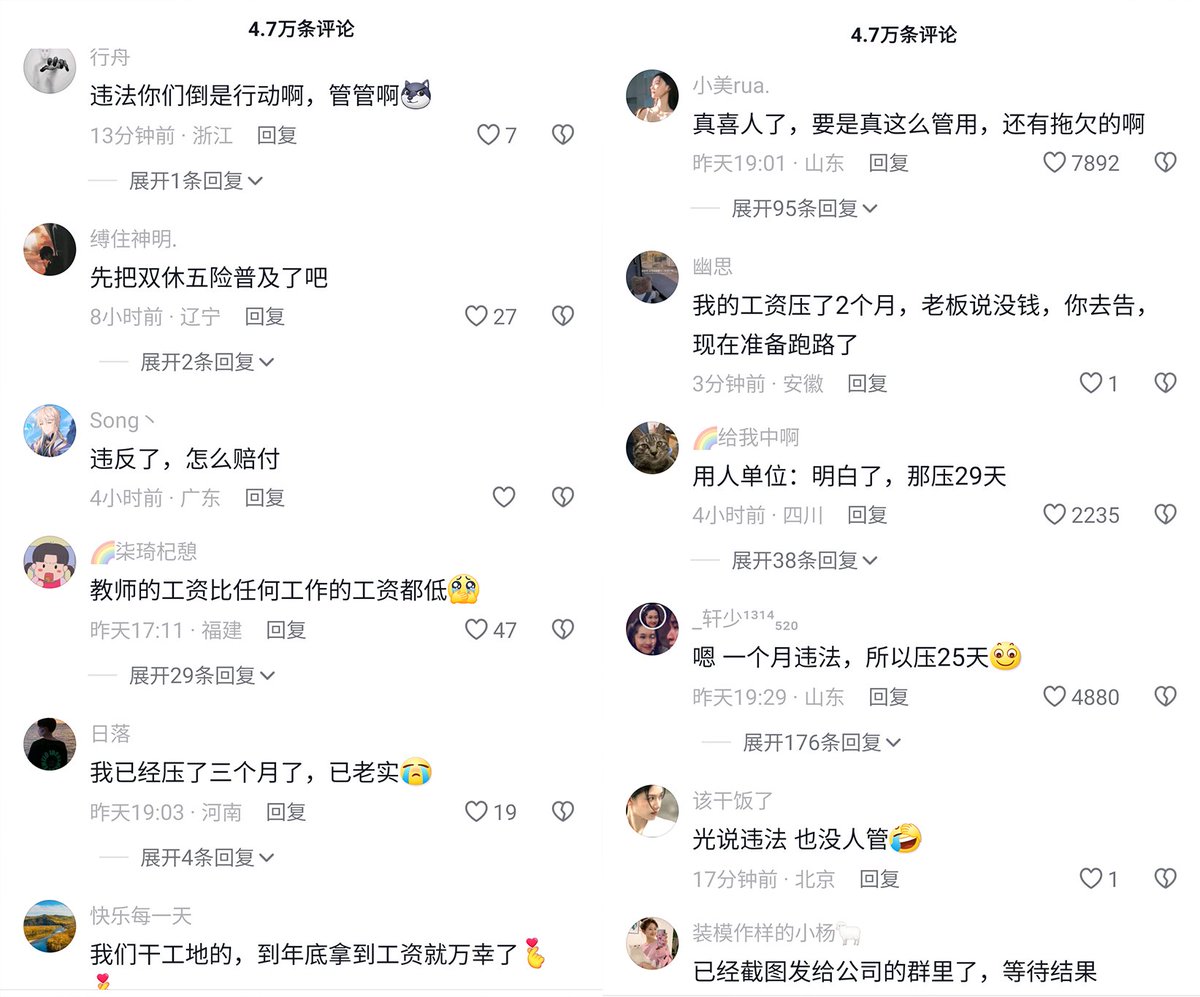 4.7万条评论
行舟
违法你们倒是行动啊，管管啊
13分钟前 · 浙江 回复 7
展开1条回复
缚住神明.
先把双休五险普及了吧
8小时前 · 辽宁 回复 27
展开2条回复
Song丶
违反了，怎么赔付
4小时前 · 广东 回复
🌈柒琦杞憩
教师的工资比任何工作的工资都低🥹
昨天17:11 · 福建 回复 47
展开29条回复
日落
我已经压了三个月了，已老实😭
昨天19:03 · 河南 回复 19
展开4条回复
快乐每一天
我们干工地的，到年底拿到工资就万幸了🫰
4.7万条评论
小美rua.
真喜人了，要是真这么管用，还有拖欠的啊
昨天19:01 · 山东 回复 7892
展开95条回复
幽思
我的工资压了2个月，老板说没钱，你去告，
现在准备跑路了
3分钟前 · 安徽 回复 1
🌈给我中啊
用人单位：明白了，那压29天
4小时前 · 四川 回复 2235
展开38条回复
_轩少¹³¹⁴₅₂₀
嗯 一个月违法，所以压25天
昨天19:29 · 山东 回复 4880
展开176条回复
该干饭了
光说违法 也没人管🤣
17分钟前 · 北京 回复 1
装模作样的小杨🐑
已经截图发给公司的群里了，等待结果